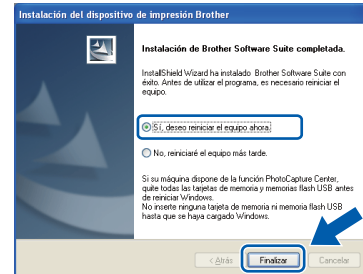 Instalación del dispositivo de impresión Brother
Instalación de Brother Software Suite completada.
InstallShield Wizard ha instalado Brother Software Suite con
éxito. Antes de utilizar el programa, es necesario reiniciar el
equipo.
Sí, deseo reiniciar el equipo ahora.
No, reiniciaré el equipo más tarde.
Si su máquina dispone de la función PhotoCapture Center,
quite todas las tarjetas de memoria y memorias flash USB antes
de reiniciar Windows.
No inserte ninguna tarjeta de memoria ni memoria flash USB
hasta que se haya cargado Windows.
< Atrás Finalizar Cancelar